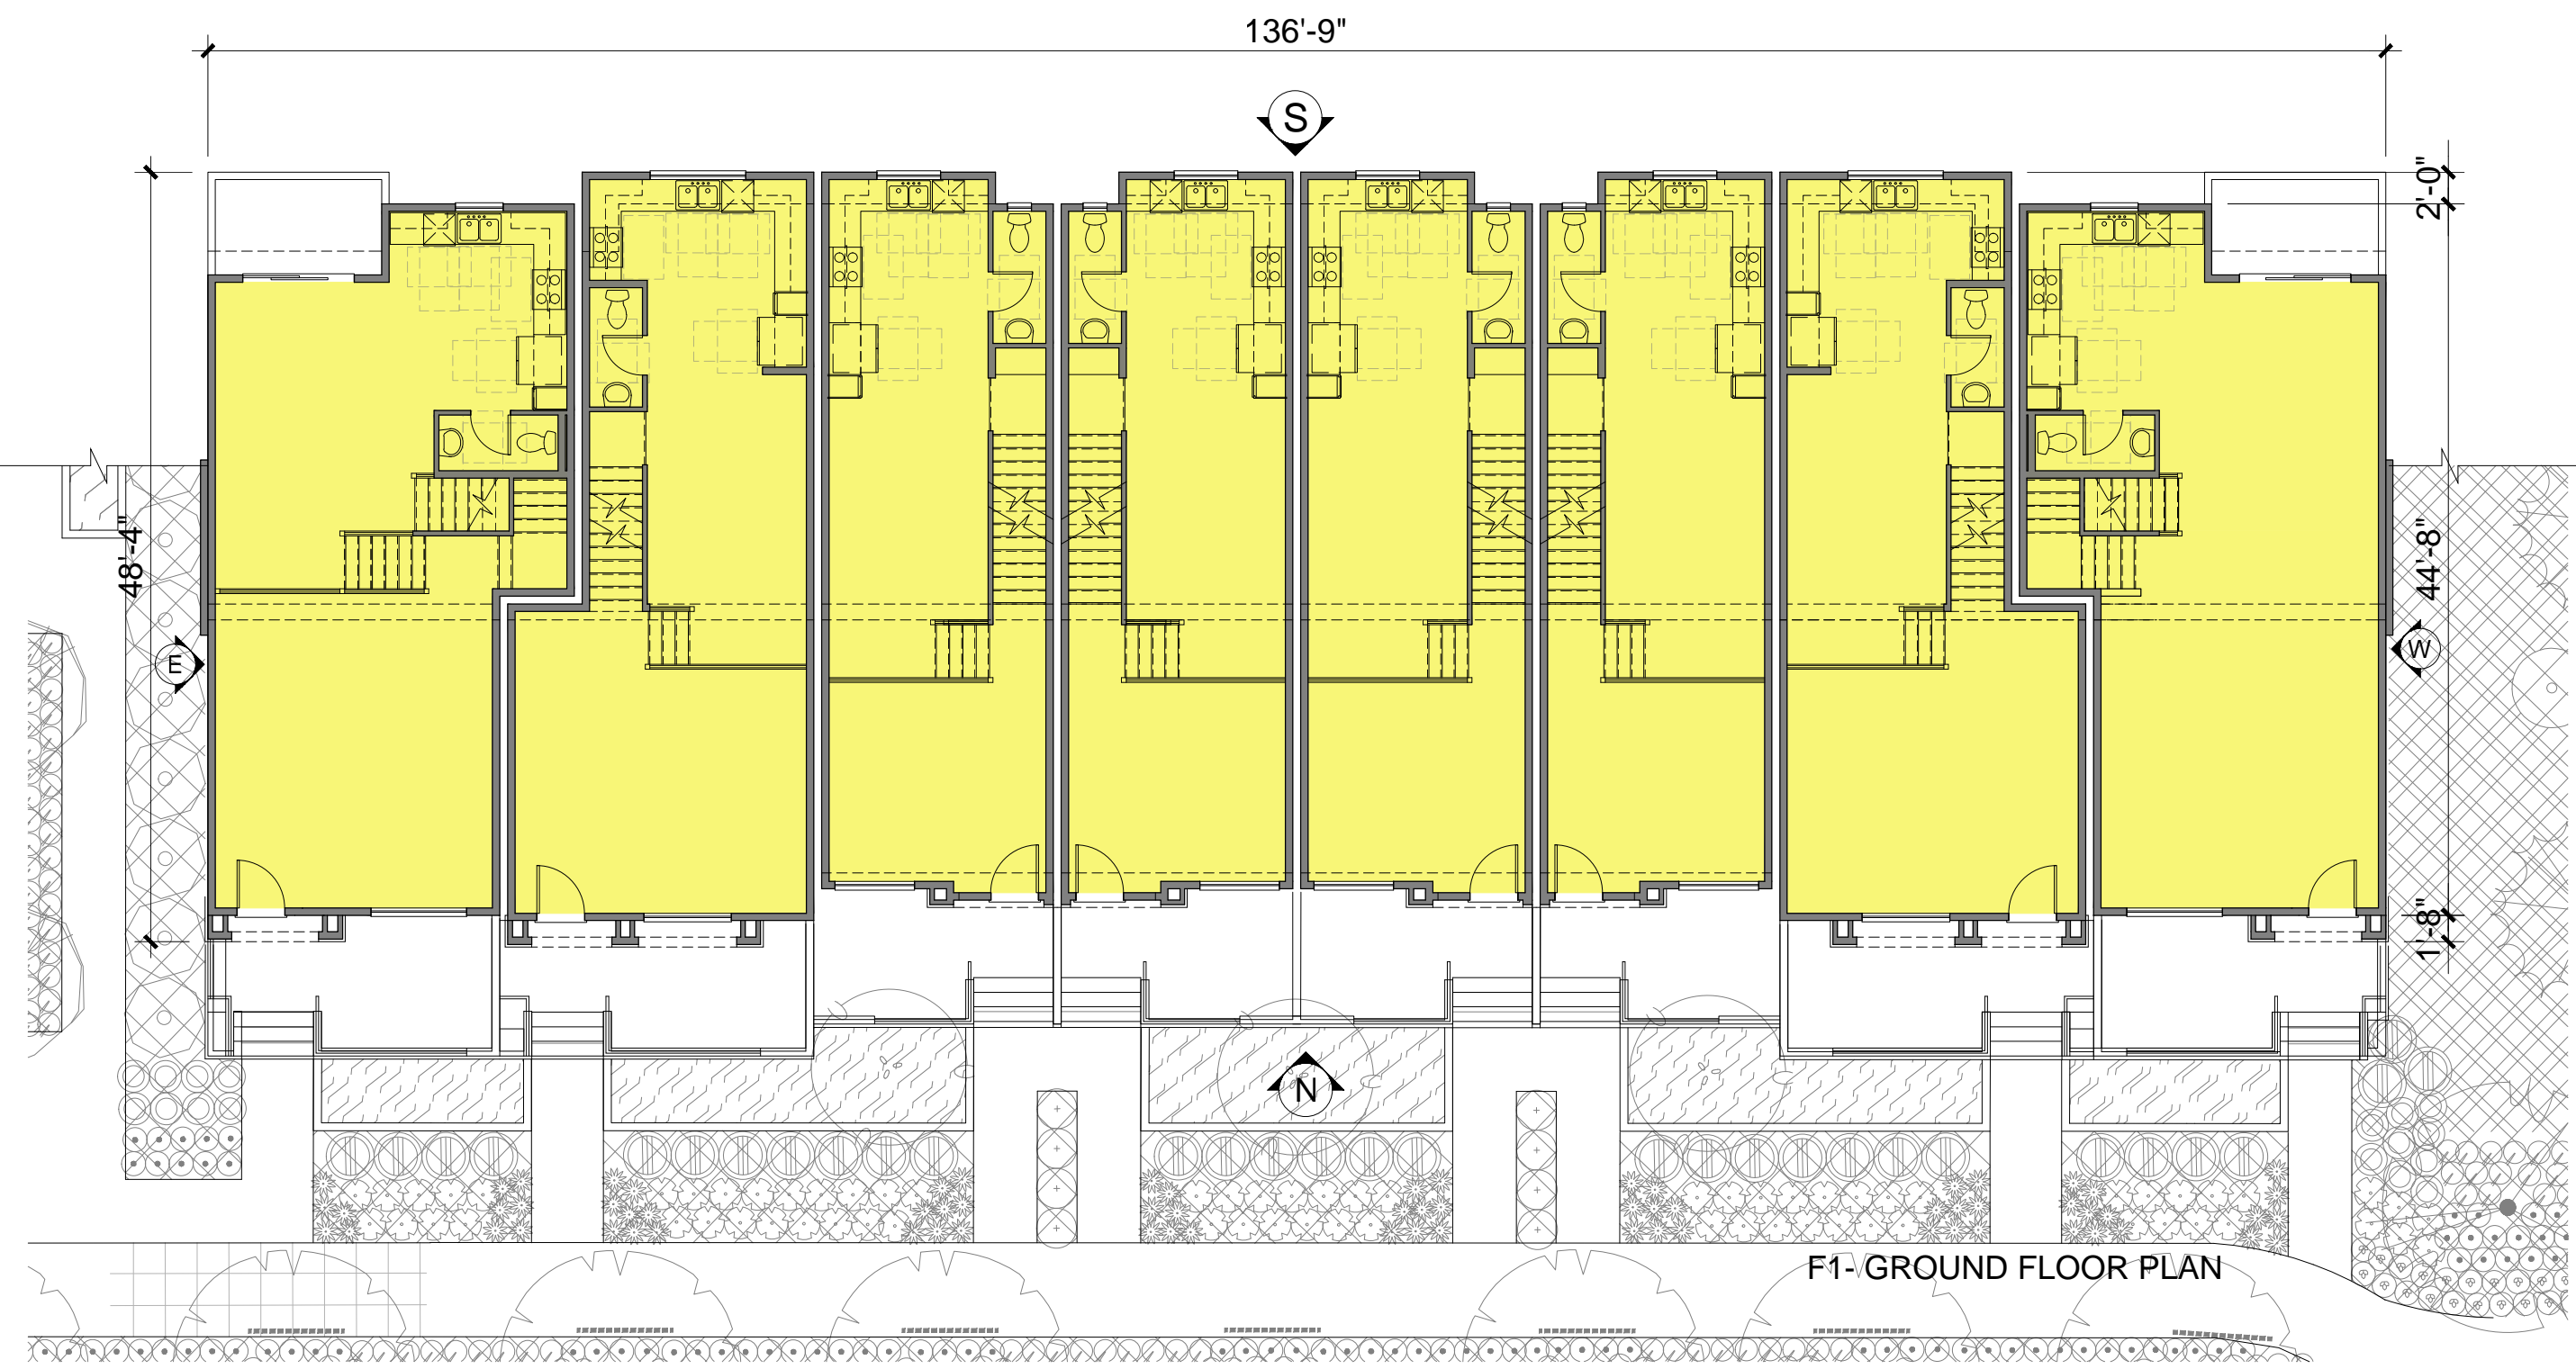 136'-9"
S
2'-0"
48'-4"
44'-8"
E
W
1'-8"
N
F1- GROUND FLOOR PLAN